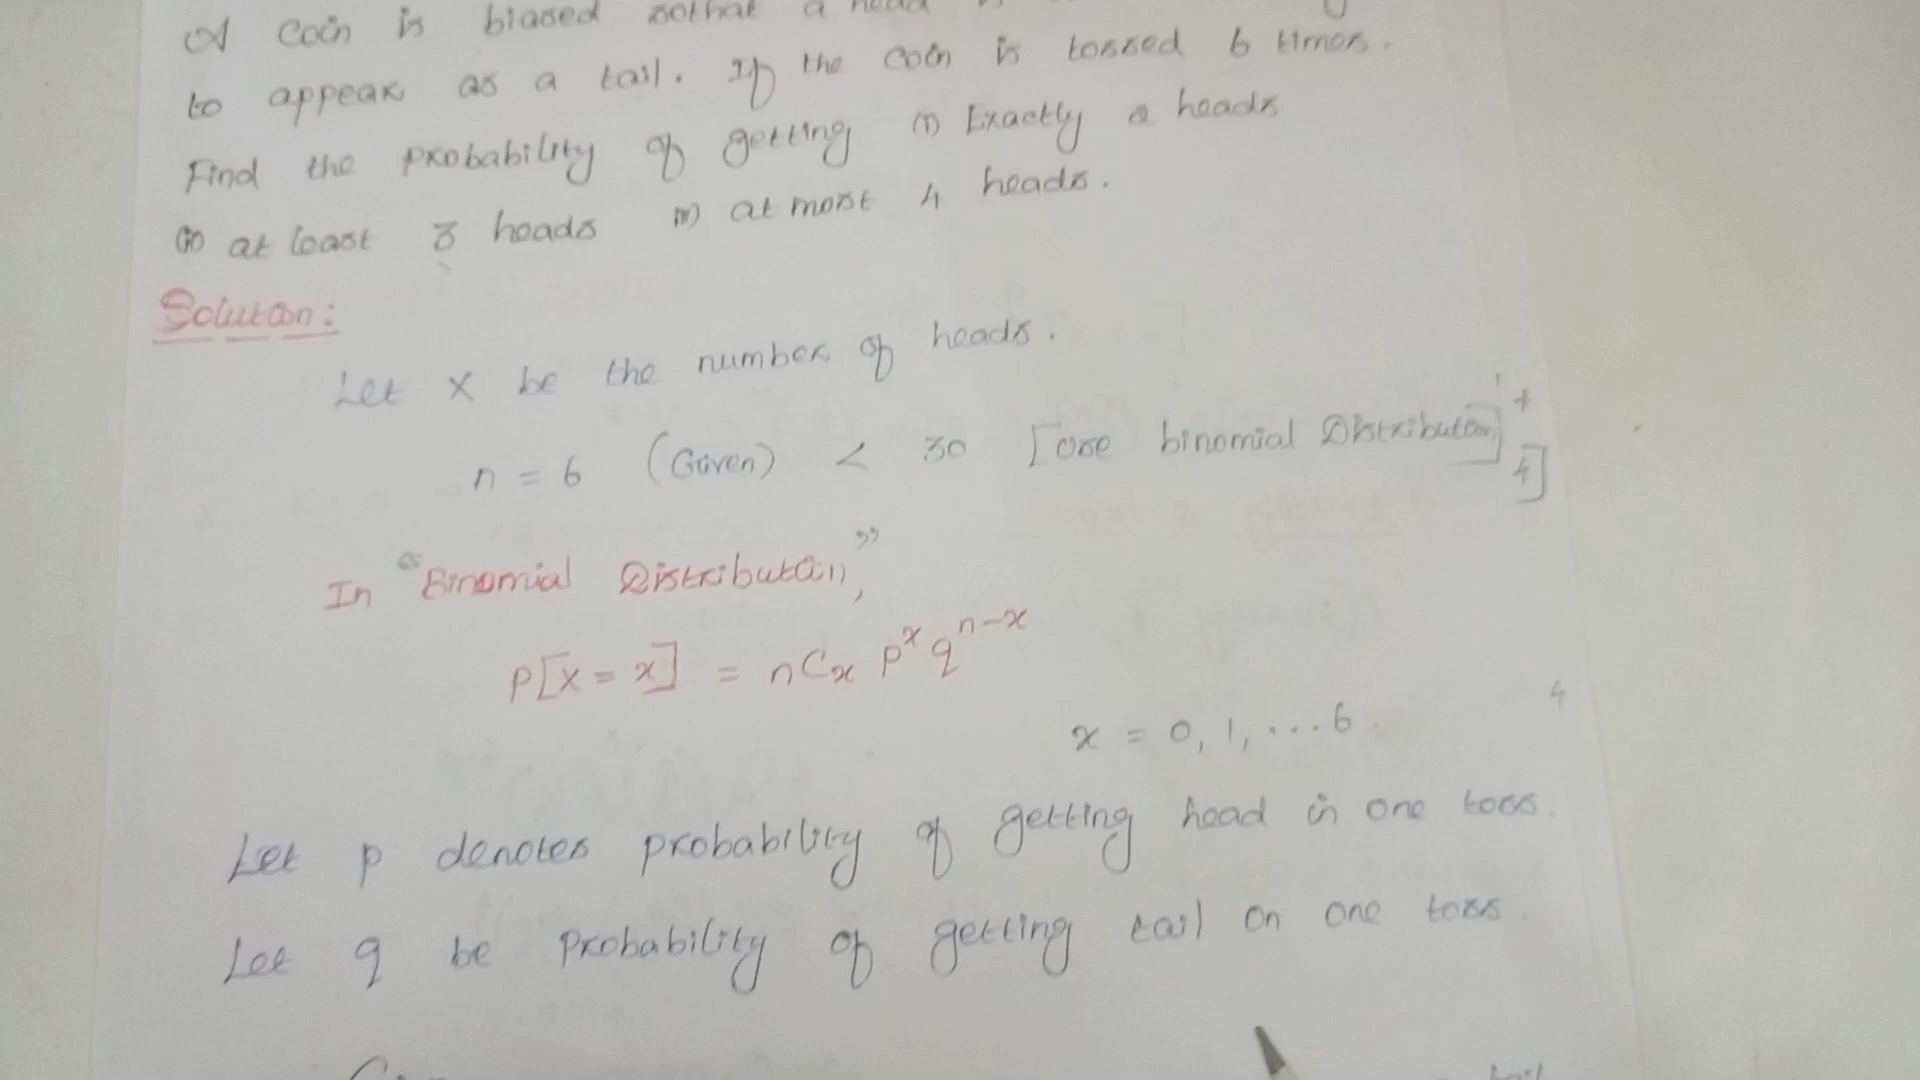 A coin is biased so that a head
to appear as a tail. If the coin is tossed 6 times.
Find the probability of getting (i) Exactly 2 heads
(ii) at least 3 heads (iii) at most 4 heads.
Solution:
Let X be the number of heads.
n = 6 (Given) < 30 [Use binomial Distribution]
In "Binomial Distribution",
P[X = x] = nCx p^x q^n-x
x = 0, 1, ...6.
Let p denotes probability of getting head in one toss.
Let q be probability of getting tail on one toss.